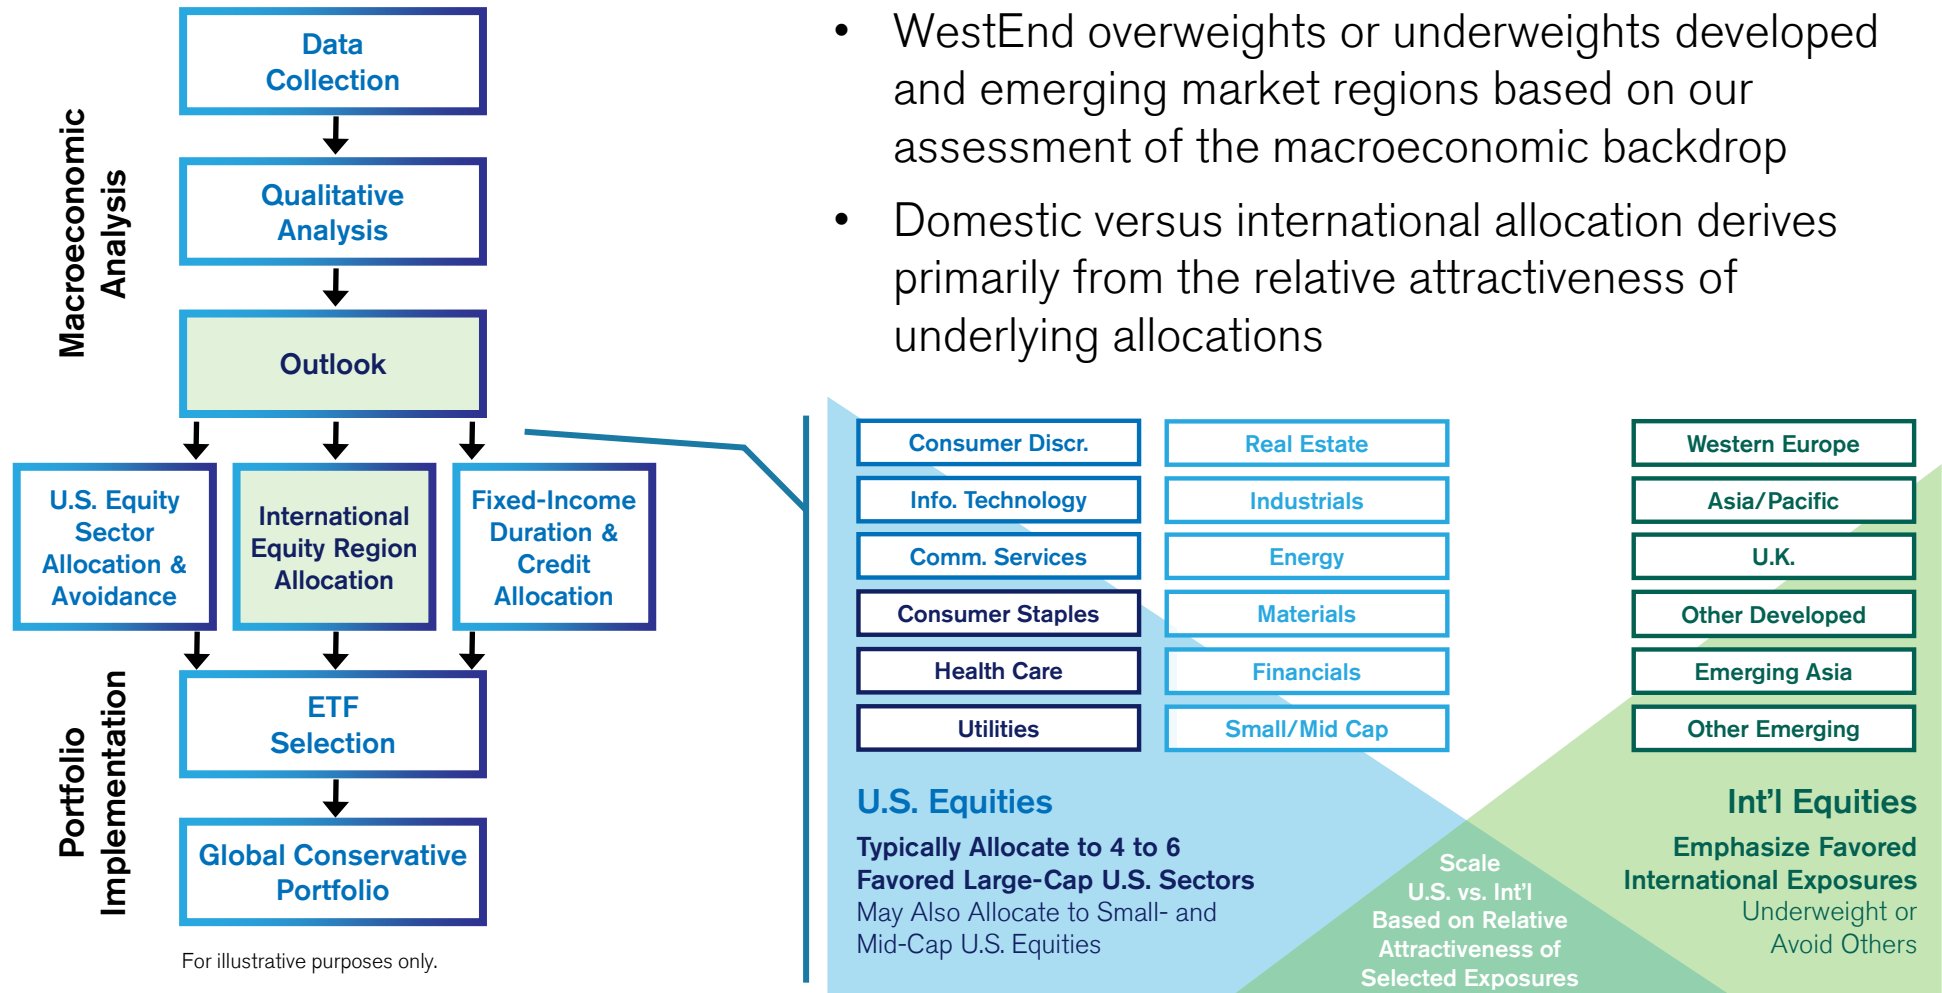 Macroeconomic
Analysis
Data
Collection
Qualitative
Analysis
Outlook
U.S. Equity
Sector
Allocation &
Avoidance
International
Equity Region
Allocation
Fixed-Income
Duration &
Credit
Allocation
Portfolio
Implementation
ETF
Selection
Global Conservative
Portfolio
For illustrative purposes only.
• WestEnd overweights or underweights developed
and emerging market regions based on our
assessment of the macroeconomic backdrop
• Domestic versus international allocation derives
primarily from the relative attractiveness of
underlying allocations
Consumer Discr.
Info. Technology
Comm. Services
Consumer Staples
Health Care
Utilities
Real Estate
Industrials
Energy
Materials
Financials
Small/Mid Cap
Western Europe
Asia/Pacific
U.K.
Other Developed
Emerging Asia
Other Emerging
U.S. Equities
Typically Allocate to 4 to 6
Favored Large-Cap U.S. Sectors
May Also Allocate to Small- and
Mid-Cap U.S. Equities
Scale
U.S. vs. Int'l
Based on Relative
Attractiveness of
Selected Exposures
Int'l Equities
Emphasize Favored
International Exposures
Underweight or
Avoid Others